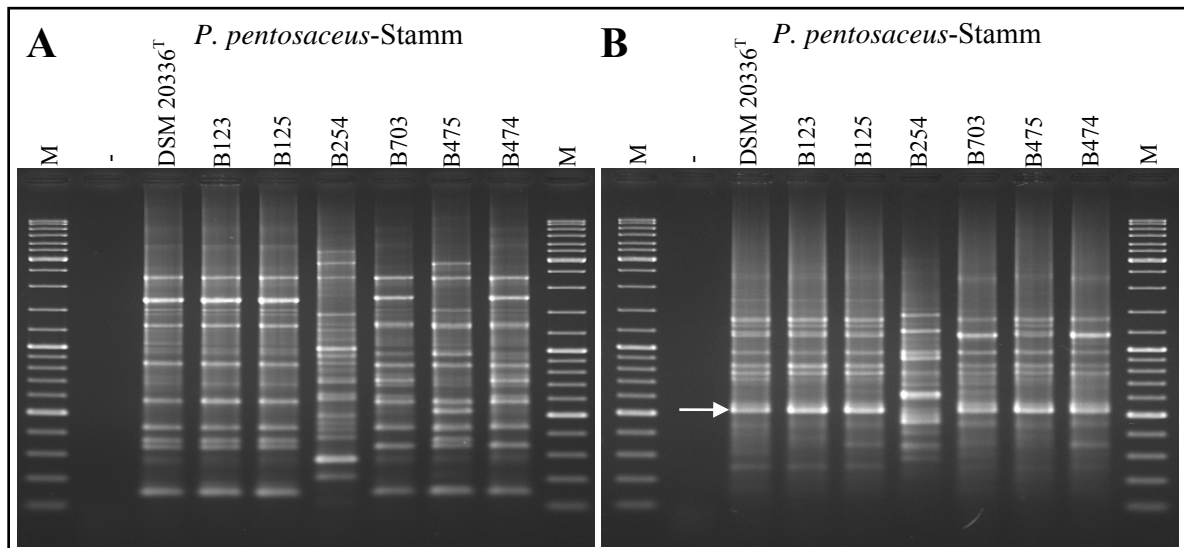 A
P. pentosaceus-Stamm
M
-
DSM 20336ᵀ
B123
B125
B254
B703
B475
B474
M
B
P. pentosaceus-Stamm
M
-
DSM 20336ᵀ
B123
B125
B254
B703
B475
B474
M